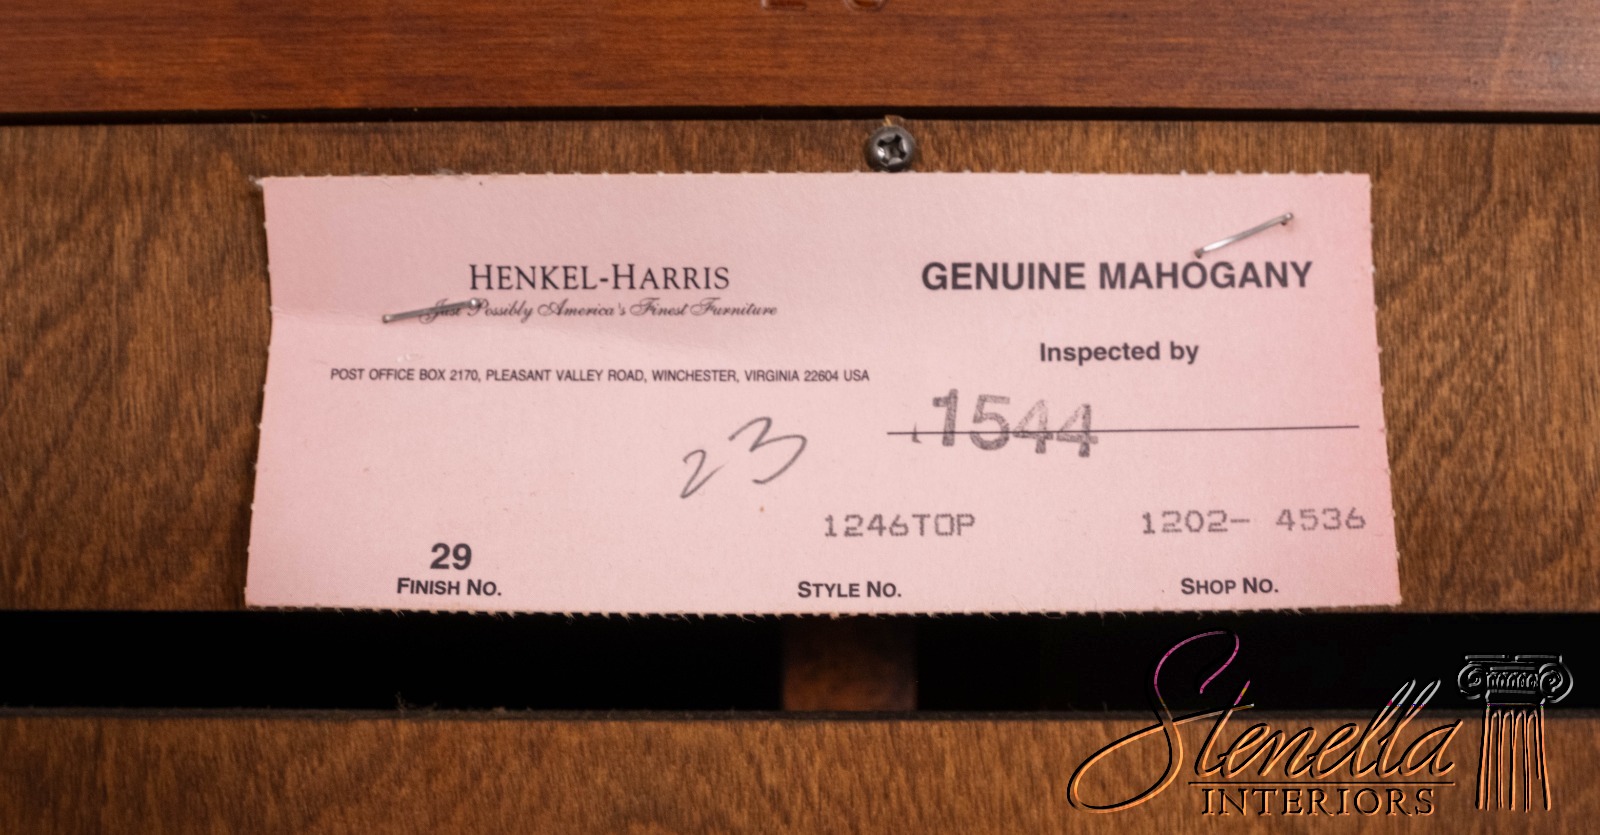 HENKEL-HARRIS
Just Possibly America's Finest Furniture
POST OFFICE BOX 2170, PLEASANT VALLEY ROAD, WINCHESTER, VIRGINIA 22604 USA
GENUINE MAHOGANY
Inspected by
1544
23
1246TOP
1202- 4536
29
FINISH NO.
STYLE NO.
SHOP NO.
Stenella
INTERIORS